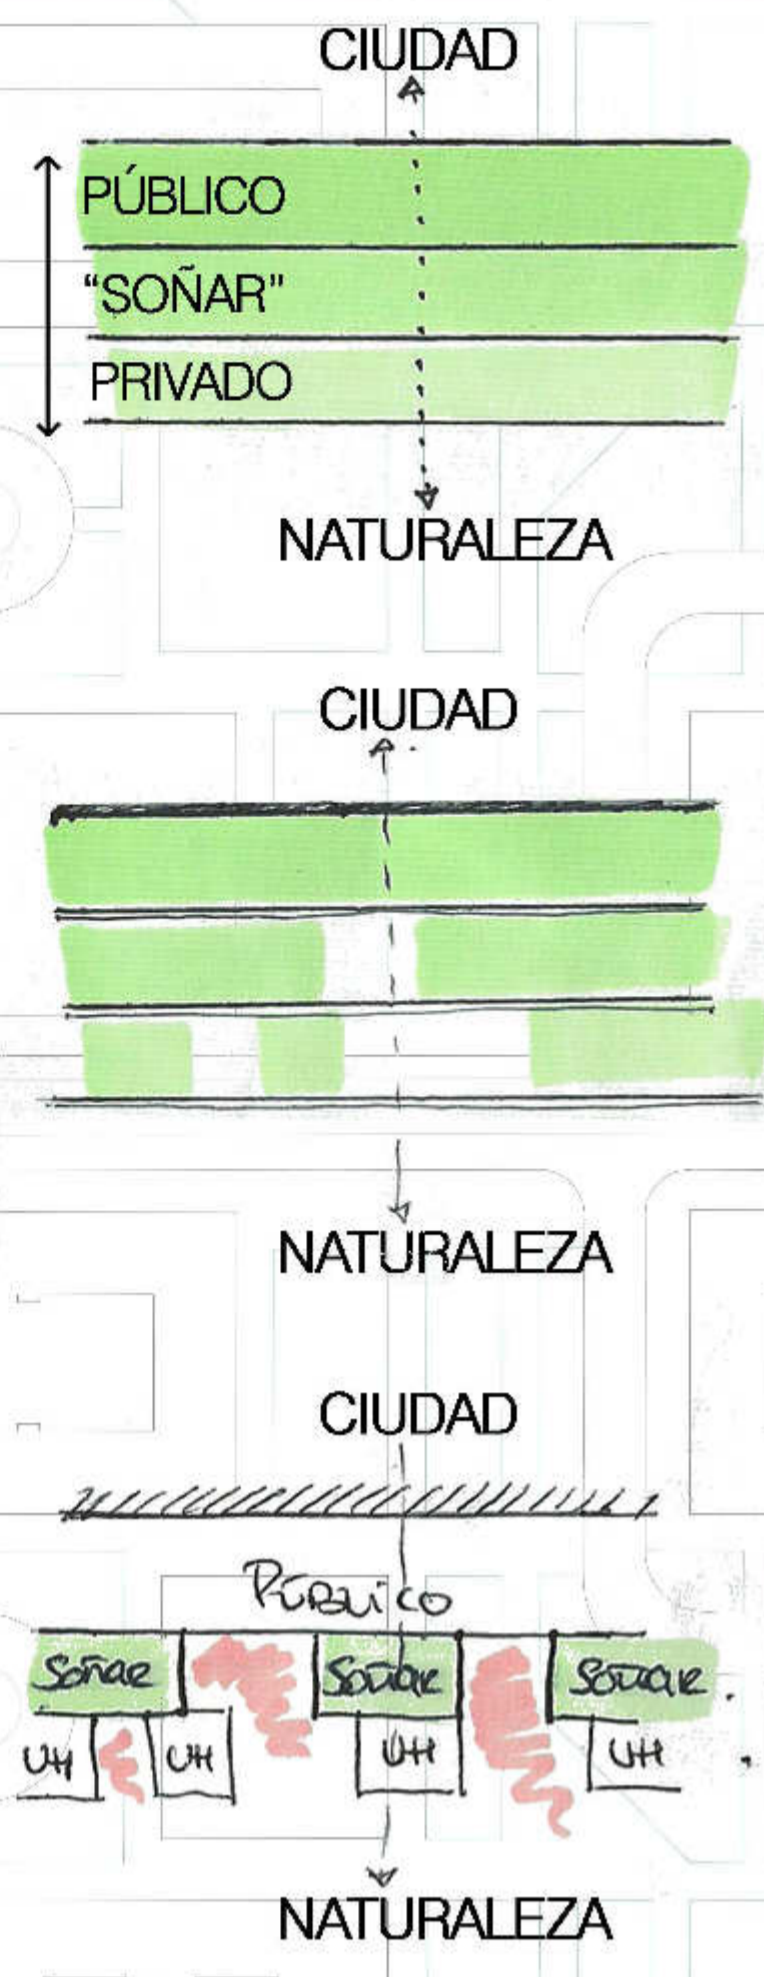 CIUDAD
PÚBLICO
“SOÑAR”
PRIVADO
NATURALEZA
CIUDAD
NATURALEZA
CIUDAD
PÚBLICO
SOÑAR SOÑAR SOÑAR
UH UH UH UH
NATURALEZA